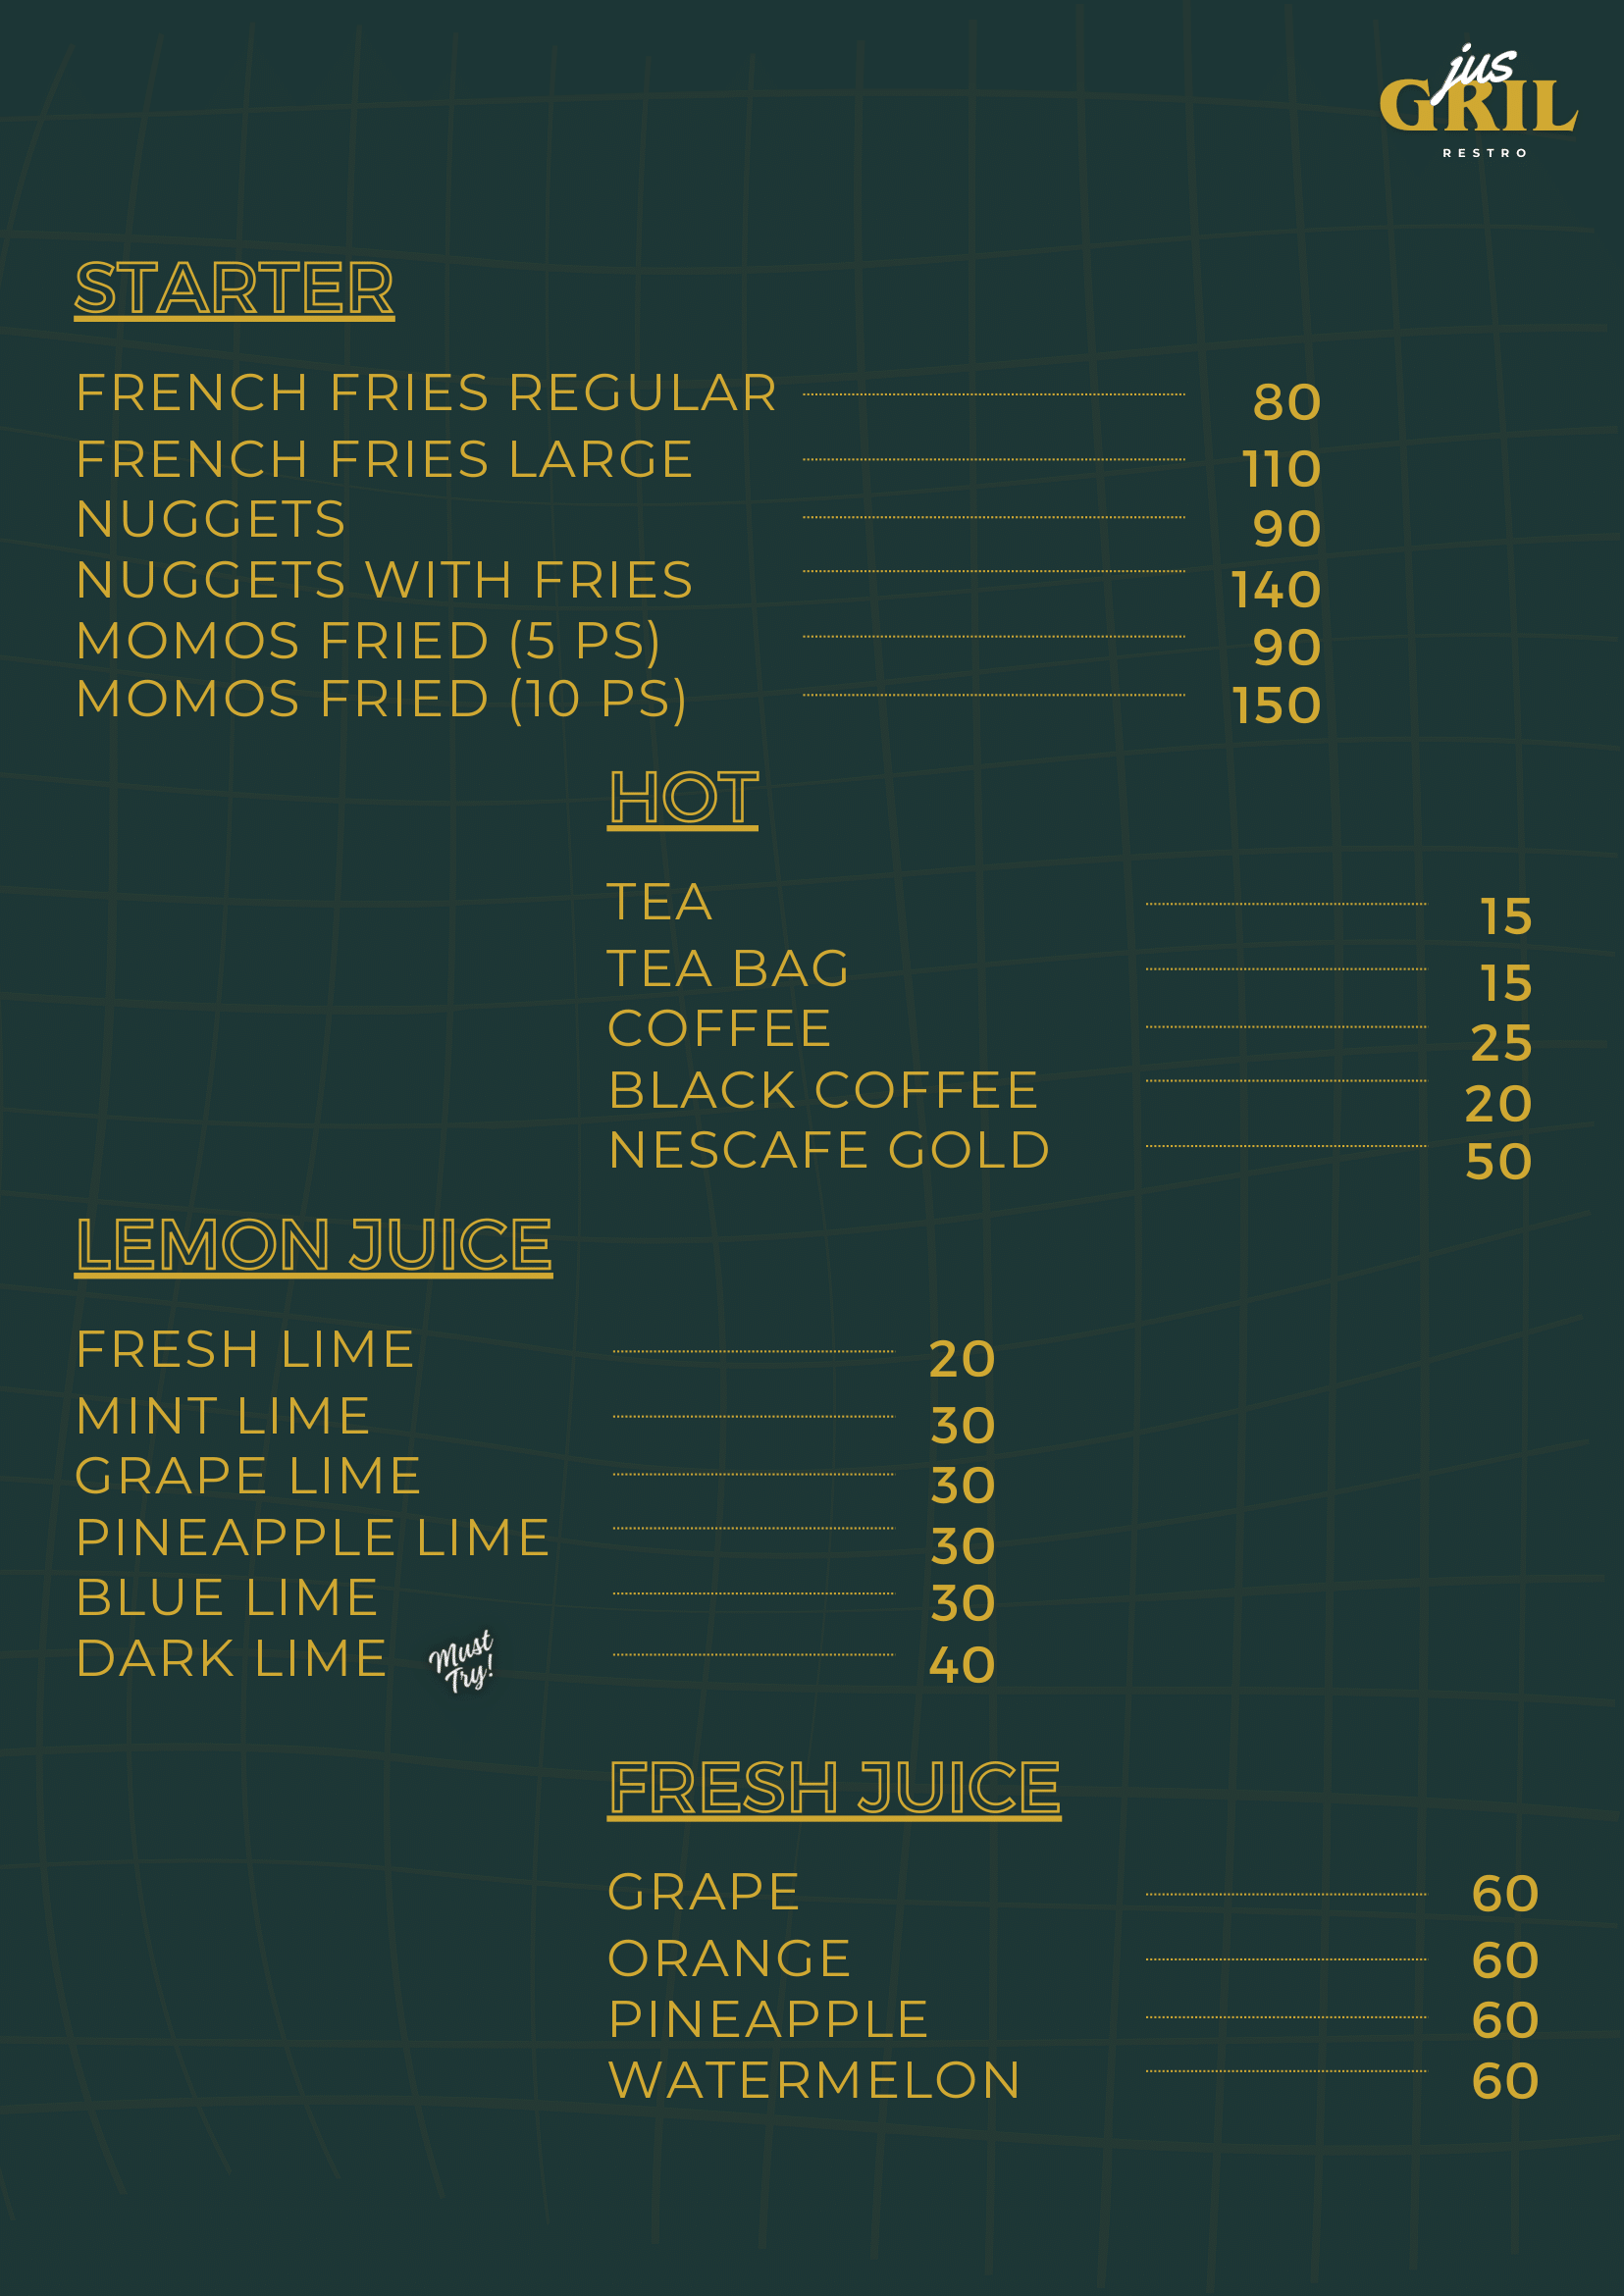 jus
GRIL
RESTRO
STARTER
FRENCH FRIES REGULAR 80
FRENCH FRIES LARGE 110
NUGGETS 90
NUGGETS WITH FRIES 140
MOMOS FRIED (5 PS) 90
MOMOS FRIED (10 PS) 150
HOT
TEA 15
TEA BAG 15
COFFEE 25
BLACK COFFEE 20
NESCAFE GOLD 50
LEMON JUICE
FRESH LIME 20
MINT LIME 30
GRAPE LIME 30
PINEAPPLE LIME 30
BLUE LIME 30
DARK LIME Must Try! 40
FRESH JUICE
GRAPE 60
ORANGE 60
PINEAPPLE 60
WATERMELON 60